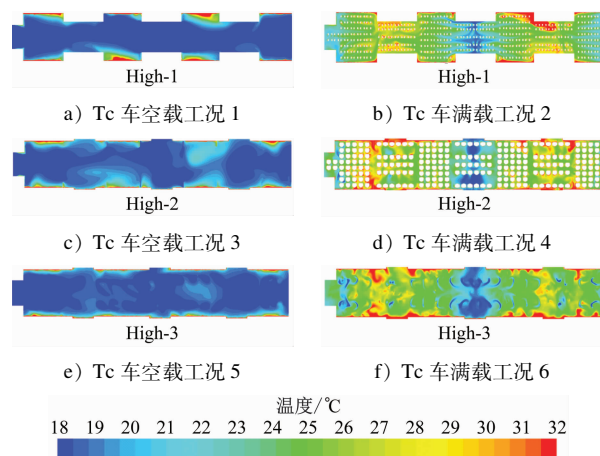 High-1 High-1
a）Tc 车空载工况 1 b）Tc 车满载工况 2
High-2 High-2
c）Tc 车空载工况 3 d）Tc 车满载工况 4
High-3 High-3
e）Tc 车空载工况 5 f）Tc 车满载工况 6
温度/℃
18 19 20 21 22 23 24 25 26 27 28 29 30 31 32